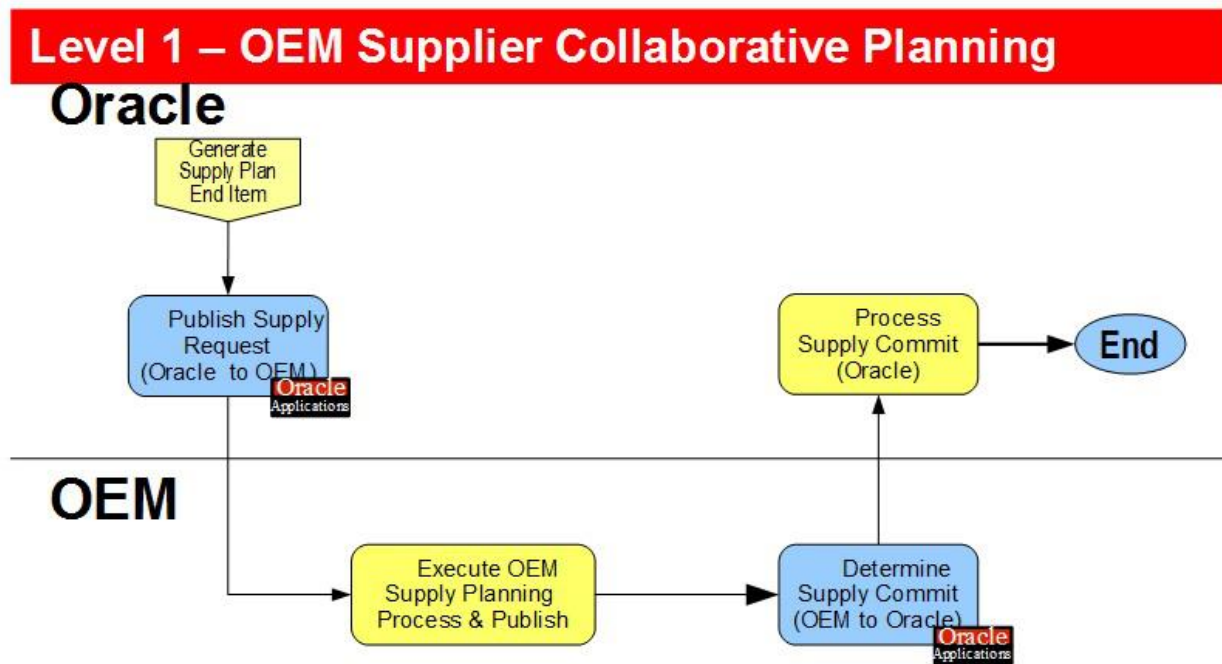 Level 1 – OEM Supplier Collaborative Planning
Oracle
Generate
Supply Plan
End Item
Publish Supply
Request
(Oracle to OEM)
Oracle
Applications
Process
Supply Commit
(Oracle)
End
OEM
Execute OEM
Supply Planning
Process & Publish
Determine
Supply Commit
(OEM to Oracle)
Oracle
Applications